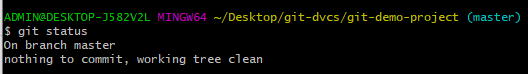 ADMIN@DESKTOP-J582V2L MINGW64 ~/Desktop/git-dvcs/git-demo-project (master)
$ git status
On branch master
nothing to commit, working tree clean